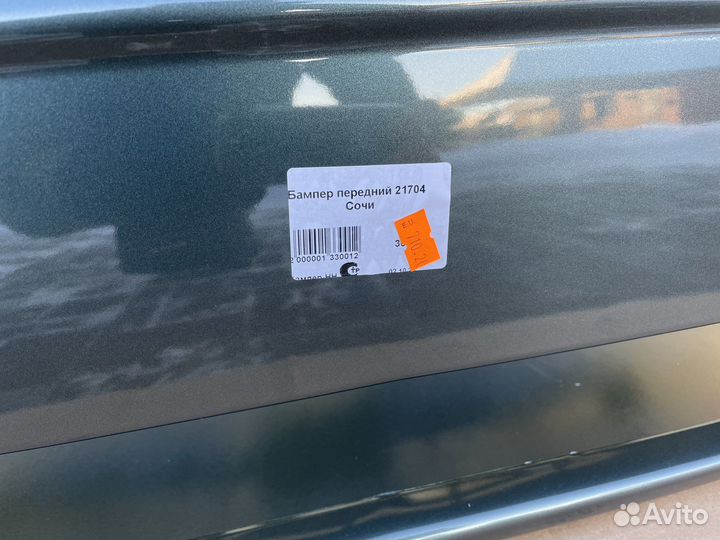 Бампер передний 21704
Сочи
E.U.
2 000001 330012
Avito